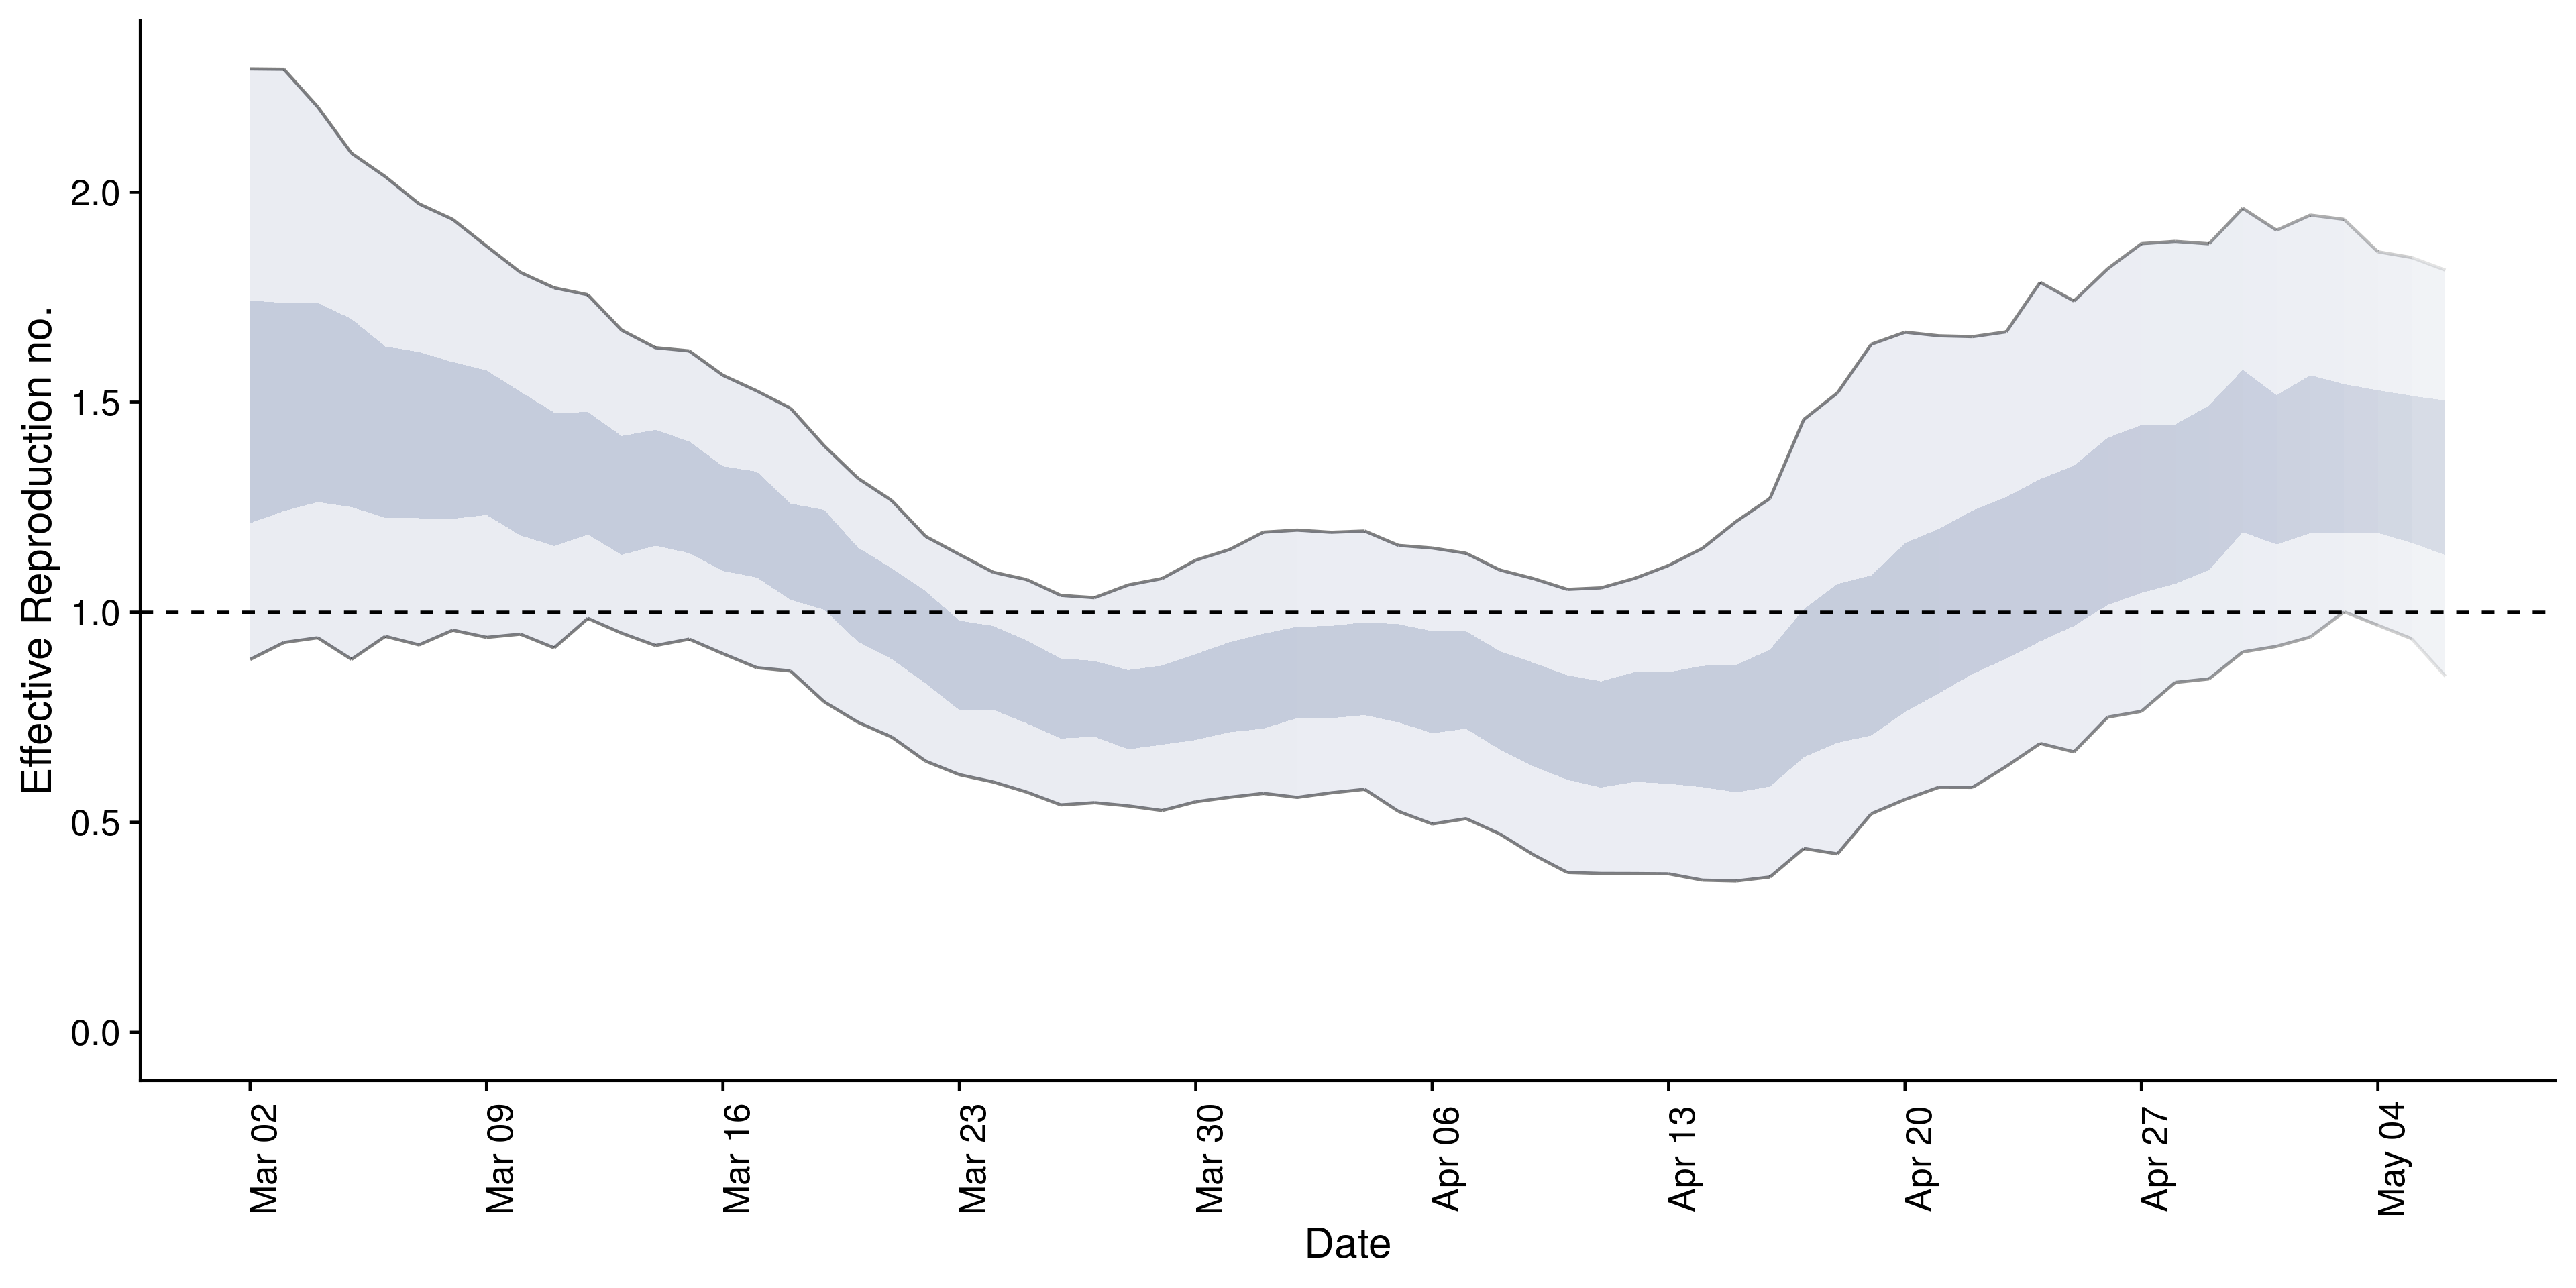 Effective Reproduction no.
2.0
1.5
1.0
0.5
0.0
Mar 02
Mar 09
Mar 16
Mar 23
Mar 30
Apr 06
Apr 13
Apr 20
Apr 27
May 04
Date